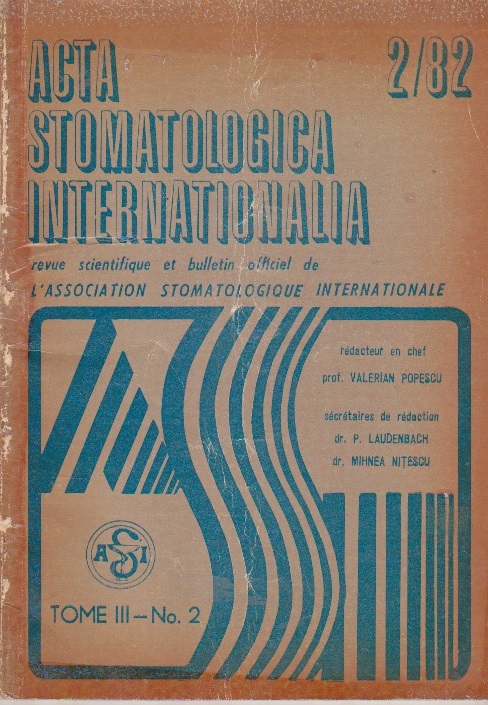 ACTA
2/82
STOMATOLOGICA
INTERNATIONALIA
revue scientifique et bulletin officiel de
L'ASSOCIATION STOMATOLOGIQUE INTERNATIONALE
rédacteur en chef
prof. VALERIAN POPESCU
sécrétaires de rédaction
dr. P. LAUDENBACH
dr. MIHNEA NIȚESCU
ASI
TOME III – No. 2